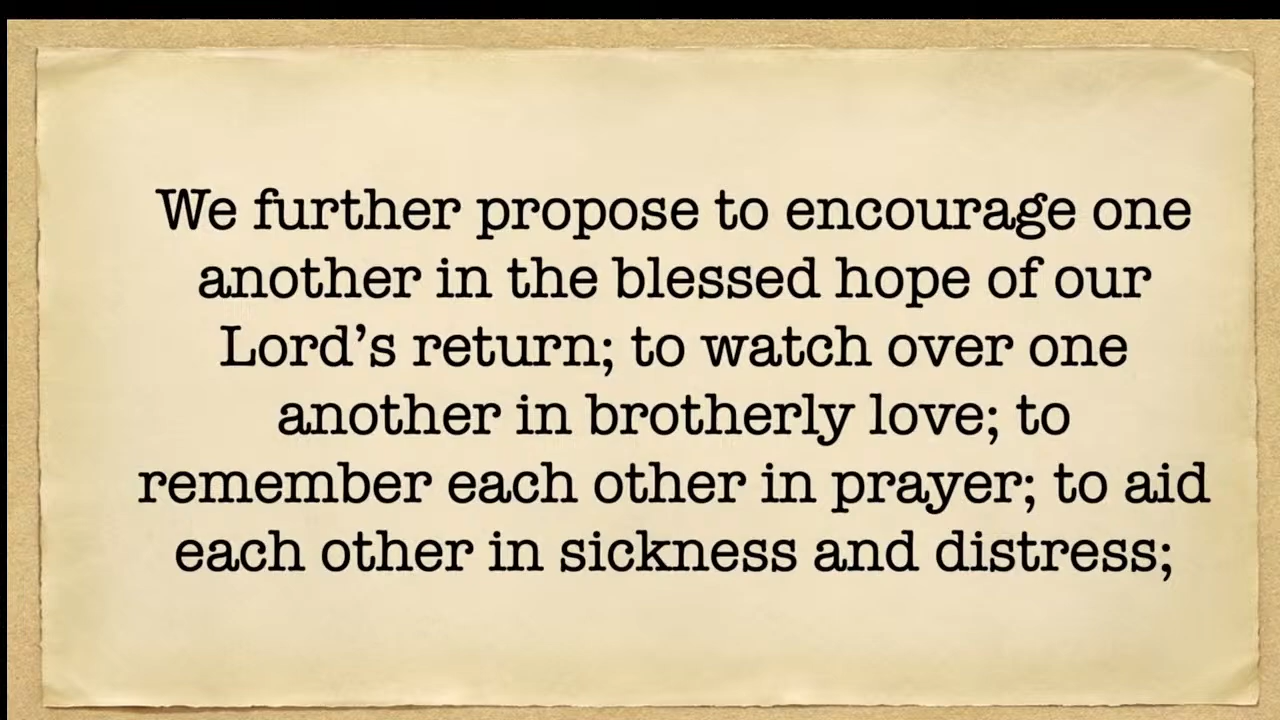 We further propose to encourage one
another in the blessed hope of our
Lord’s return; to watch over one
another in brotherly love; to
remember each other in prayer; to aid
each other in sickness and distress;